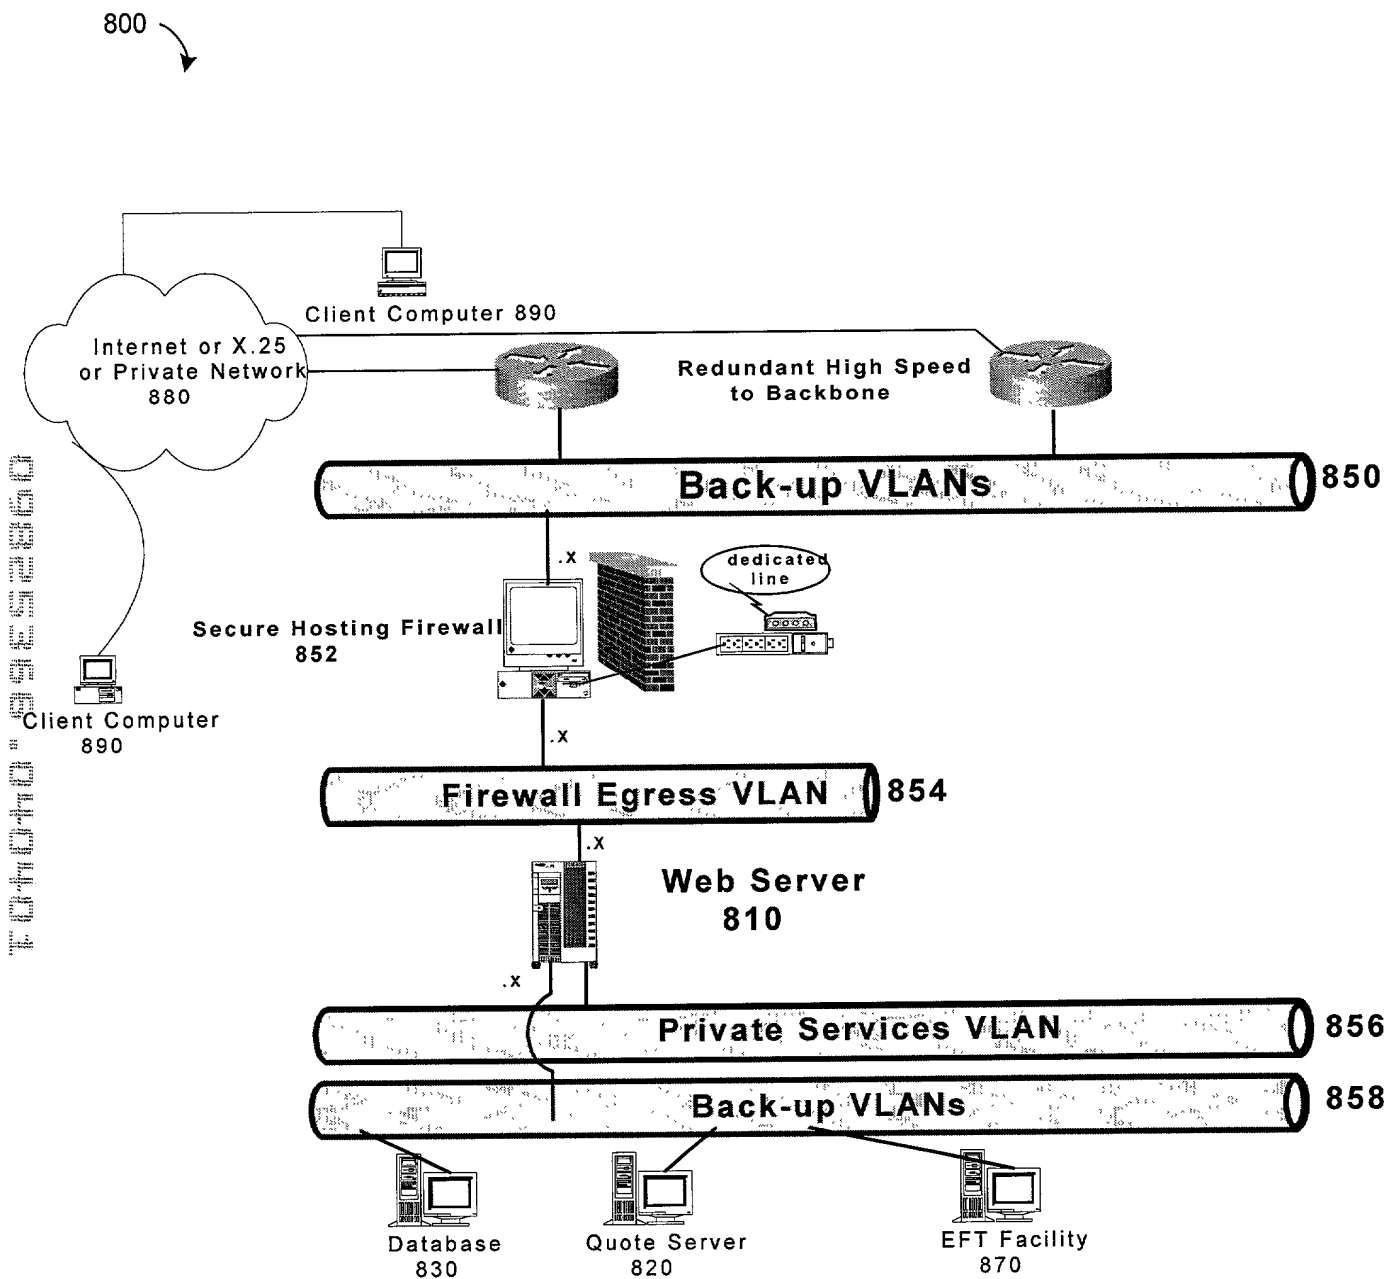 800
Client Computer 890
Internet or X.25
or Private Network
880
Redundant High Speed
to Backbone
Back-up VLANs
850
.x
dedicated
line
Secure Hosting Firewall
852
Client Computer
890
.x
Firewall Egress VLAN
854
.x
Web Server
810
.x
Private Services VLAN
856
Back-up VLANs
858
Database
830
Quote Server
820
EFT Facility
870